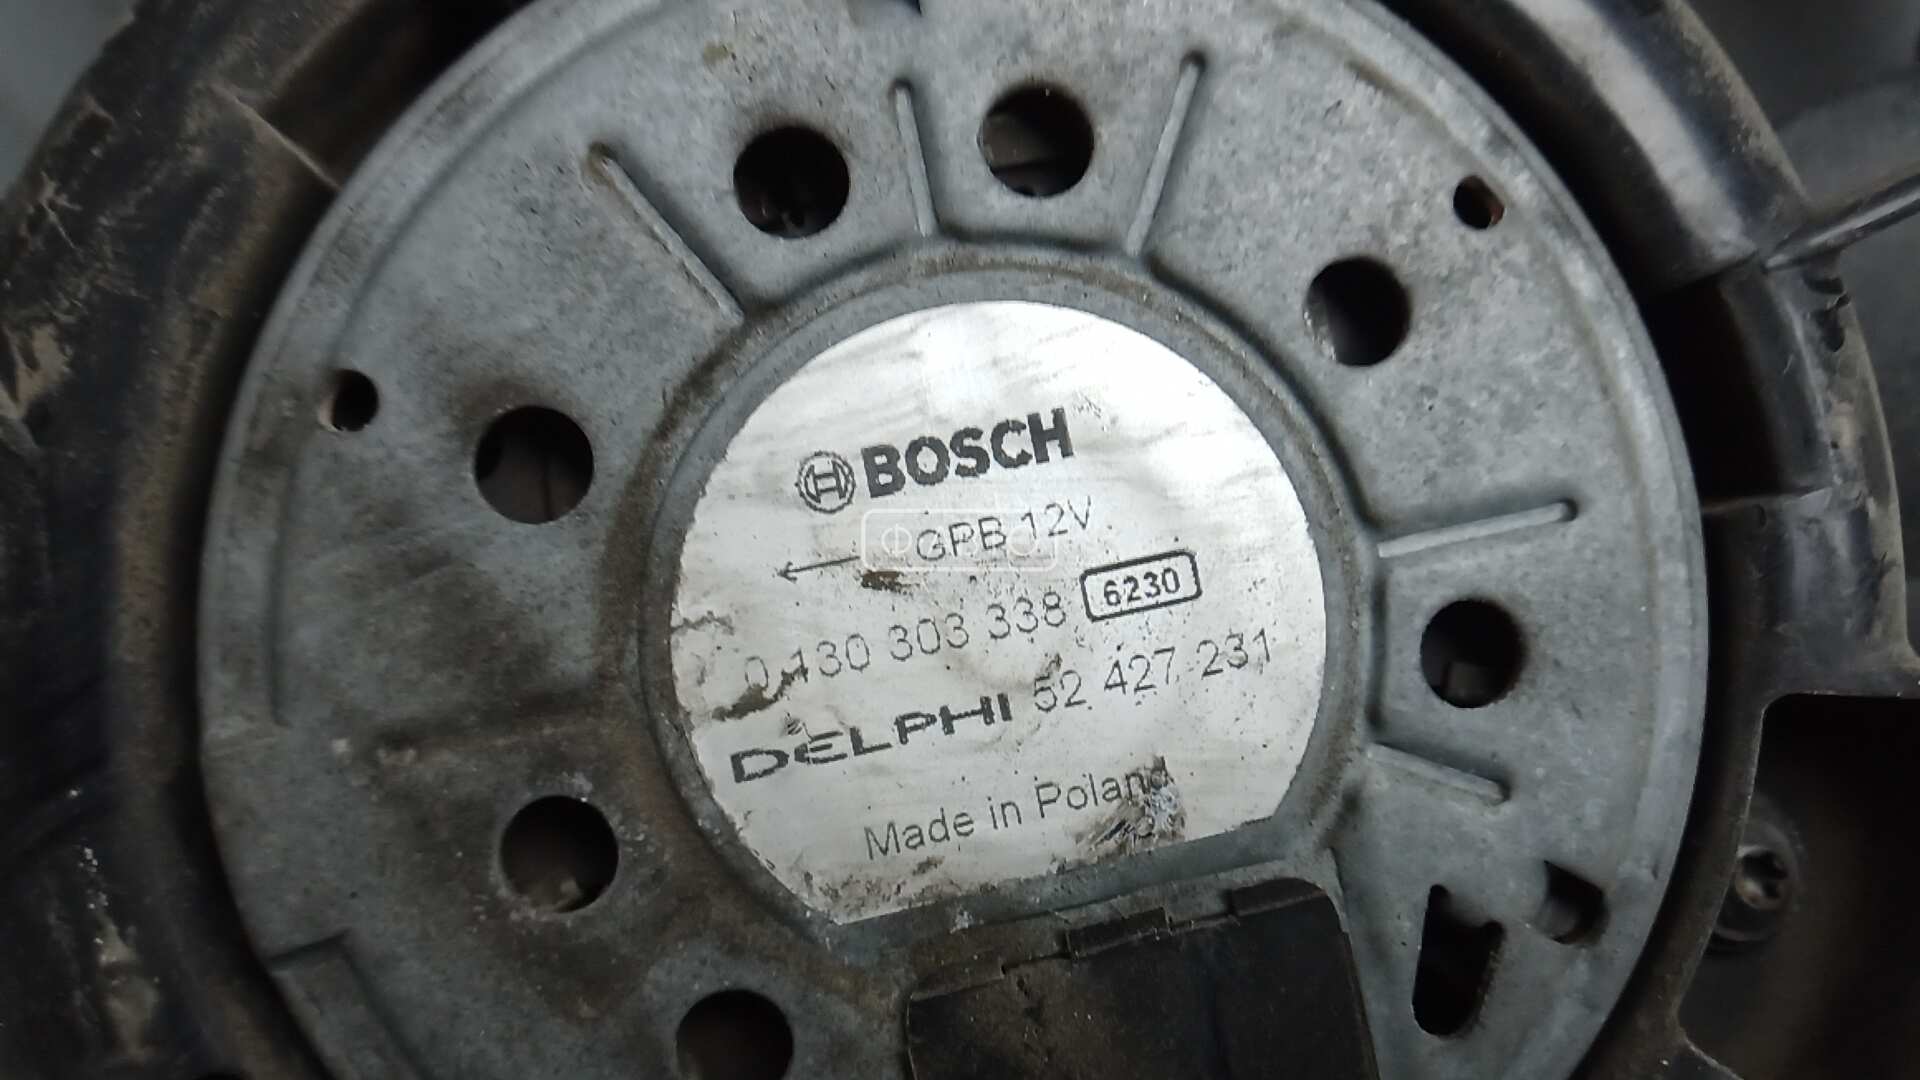 BOSCH
GPB 12V
0 130 303 338 6230
DELPHI 52 427 231
Made in Poland